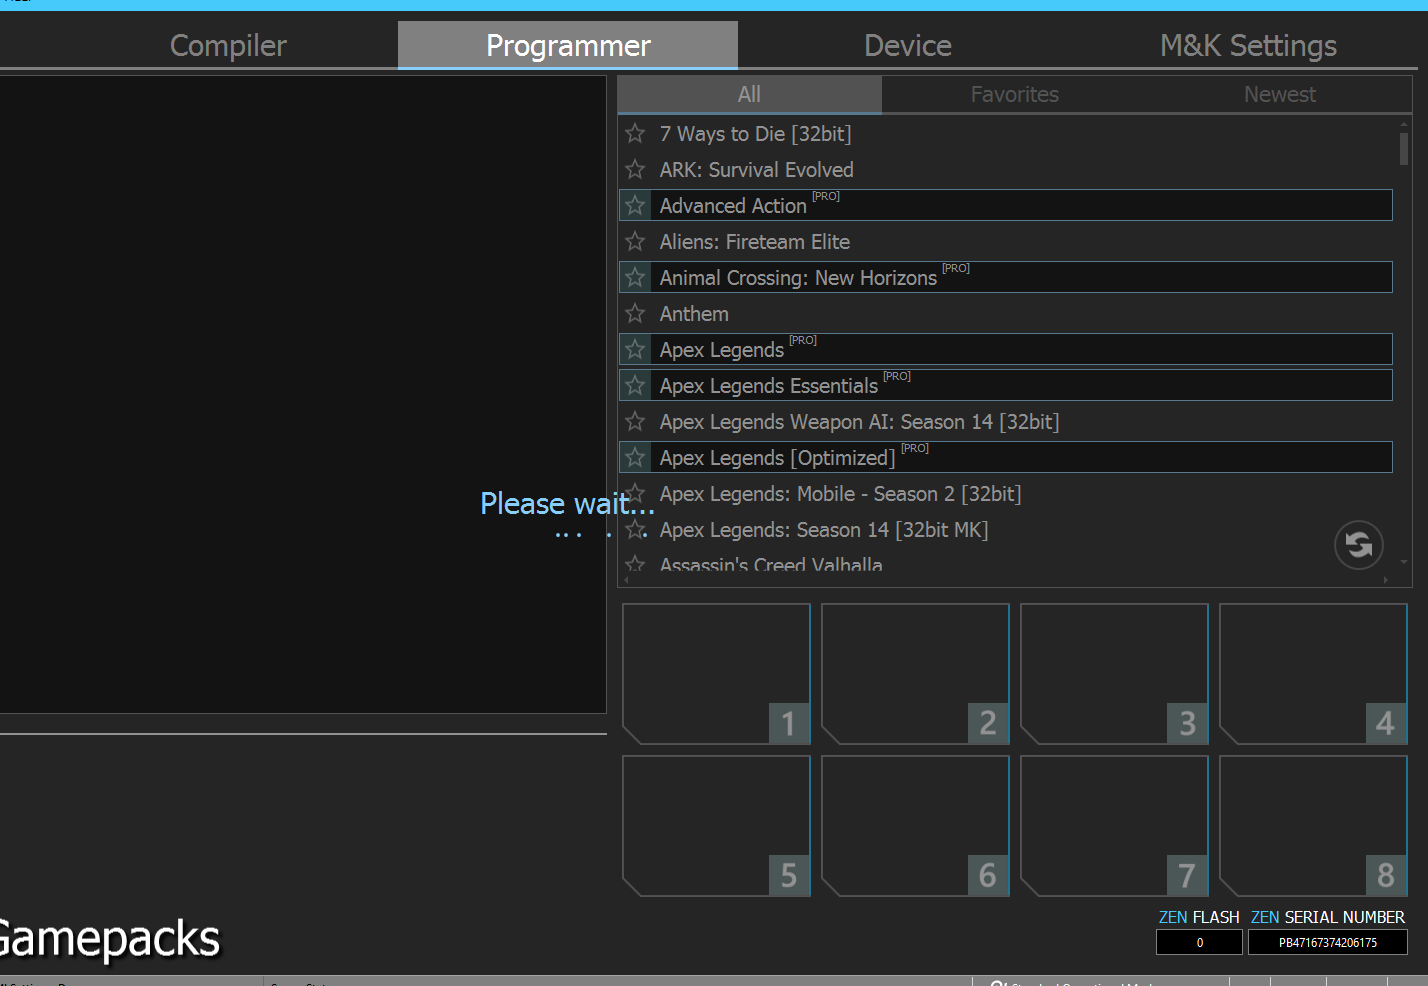 Compiler Programmer Device M&K Settings
All Favorites Newest
7 Ways to Die [32bit]
ARK: Survival Evolved
Advanced Action [PRO]
Aliens: Fireteam Elite
Animal Crossing: New Horizons [PRO]
Anthem
Apex Legends [PRO]
Apex Legends Essentials [PRO]
Apex Legends Weapon AI: Season 14 [32bit]
Apex Legends [Optimized] [PRO]
Apex Legends: Mobile - Season 2 [32bit]
Please wait...
Apex Legends: Season 14 [32bit MK]
Assassin's Creed Valhalla
1 2 3 4
5 6 7 8
Gamepacks
ZEN FLASH ZEN SERIAL NUMBER
0 PB47167374206175